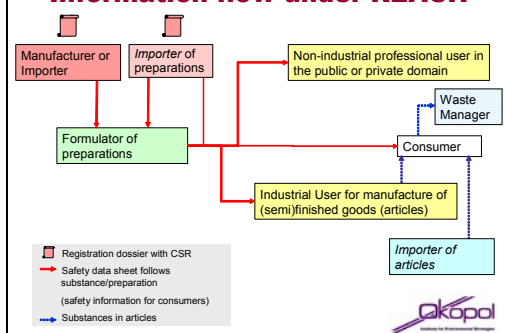 Information flow under REACH
Manufacturer or
Importer
Importer of
preparations
Non-industrial professional user in
the public or private domain
Waste
Manager
Formulator of
preparations
Consumer
Industrial User for manufacture of
(semi)finished goods (articles)
Importer of
articles
Registration dossier with CSR
Safety data sheet follows
substance/preparation
(safety information for consumers)
Substances in articles
Ökopol